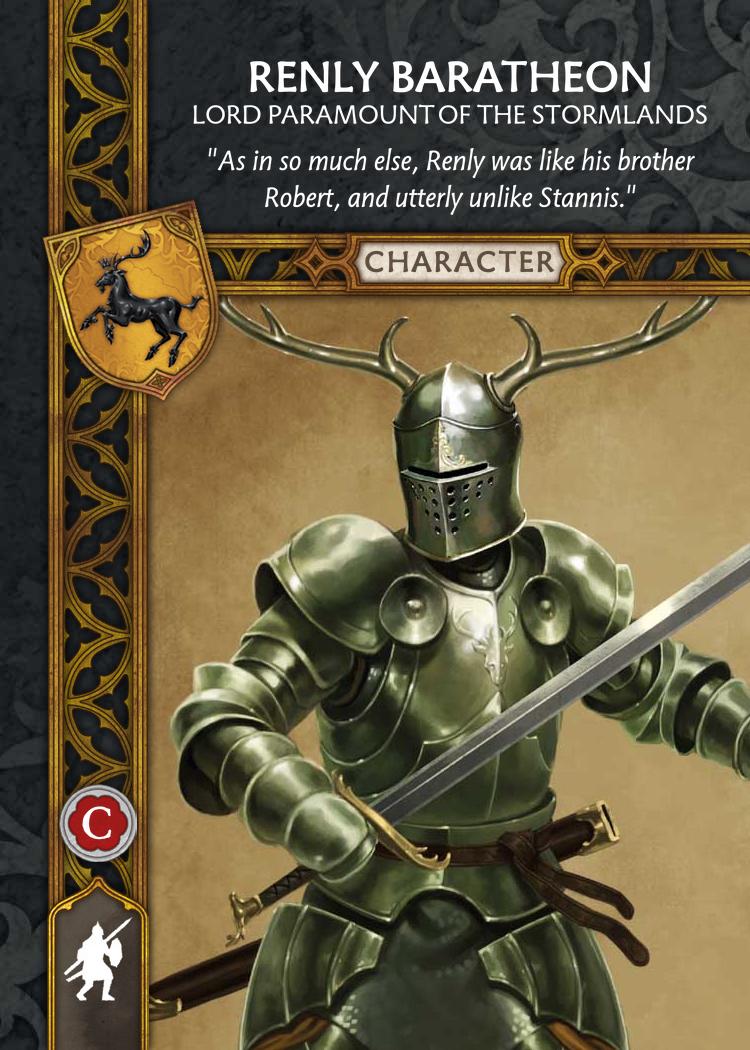 RENLY BARATHEON
LORD PARAMOUNT OF THE STORMLANDS
"As in so much else, Renly was like his brother
Robert, and utterly unlike Stannis."
CHARACTER
C